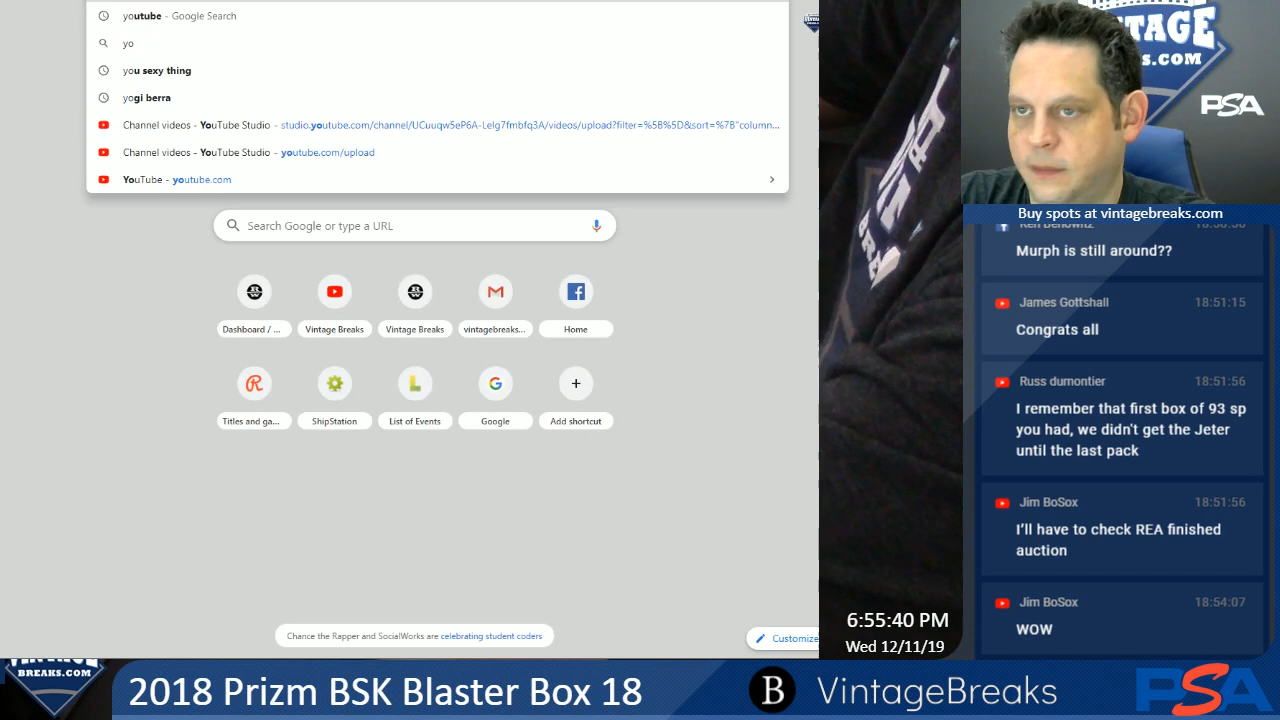 youtube - Google Search
yo
you sexy thing
yogi berra
Channel videos - YouTube Studio - studio.youtube.com/channel/UCuuqw5eP6A-LeIg7fmbfq3A/videos/upload?filter=%5B%5D&sort=%7B"column...
Channel videos - YouTube Studio - youtube.com/upload
YouTube - youtube.com
Search Google or type a URL
Dashboard / ...
Vintage Breaks
Vintage Breaks
vintagebreaks...
Home
Titles and ga...
ShipStation
List of Events
Google
Add shortcut
Chance the Rapper and SocialWorks are celebrating student coders
Customize
VINTAGE
S.COM
PSA
Buy spots at vintagebreaks.com
Murph is still around??
James Gottshall 18:51:15
Congrats all
Russ dumontier 18:51:56
I remember that first box of 93 sp
you had, we didn't get the Jeter
until the last pack
Jim BoSox 18:51:56
I'll have to check REA finished
auction
Jim BoSox 18:54:07
WOW
6:55:40 PM
Wed 12/11/19
VINTAGE
BREAKS.COM
2018 Prizm BSK Blaster Box 18
B VintageBreaks
PSA